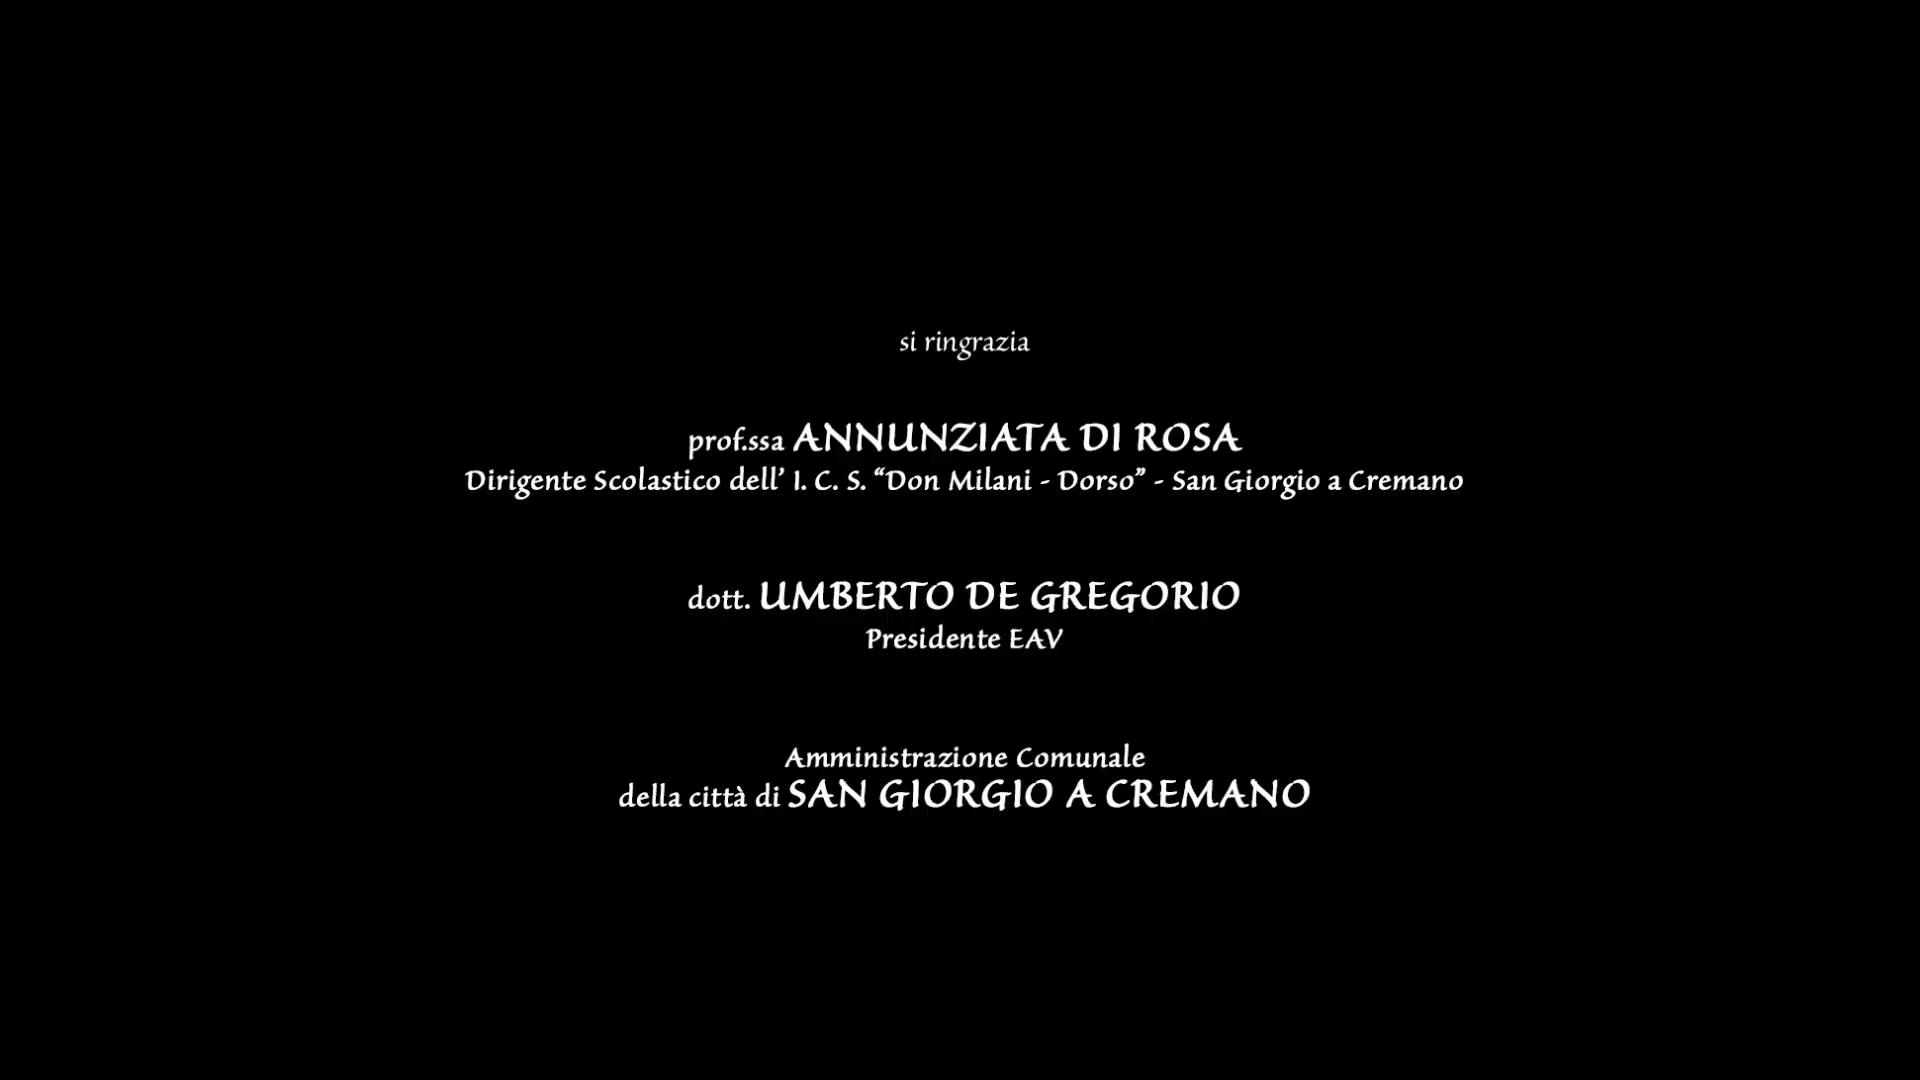 si ringrazia
prof.ssa ANNUNZIATA DI ROSA
Dirigente Scolastico dell’ I. C. S. “Don Milani - Dorso” - San Giorgio a Cremano
dott. UMBERTO DE GREGORIO
Presidente EAV
Amministrazione Comunale
della città di SAN GIORGIO A CREMANO